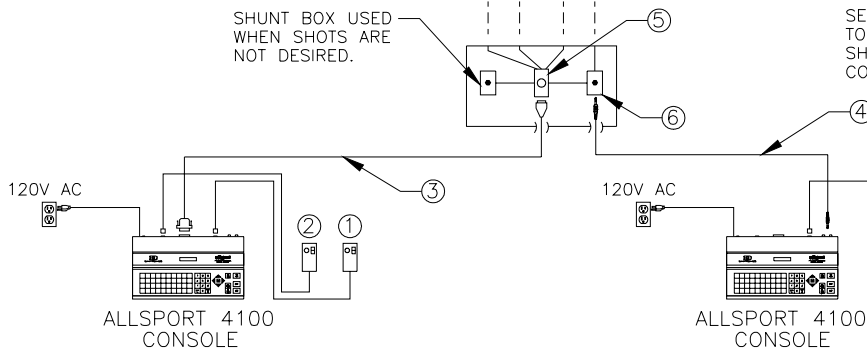 SHUNT BOX USED
WHEN SHOTS ARE
NOT DESIRED.
5
SE
TO
SH
CO
6
4
3
120V AC
120V AC
2
1
ALLSPORT 4100
CONSOLE
ALLSPORT 4100
CONSOLE